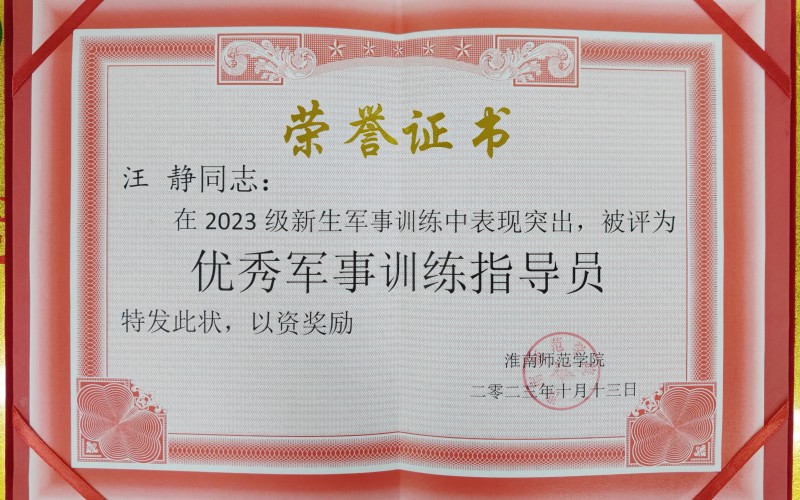 荣誉证书
汪 静同志：
在 2023 级新生军事训练中表现突出，被评为
优秀军事训练指导员
特发此状，以资奖励
淮南师范学院
二零二三年十月十三日